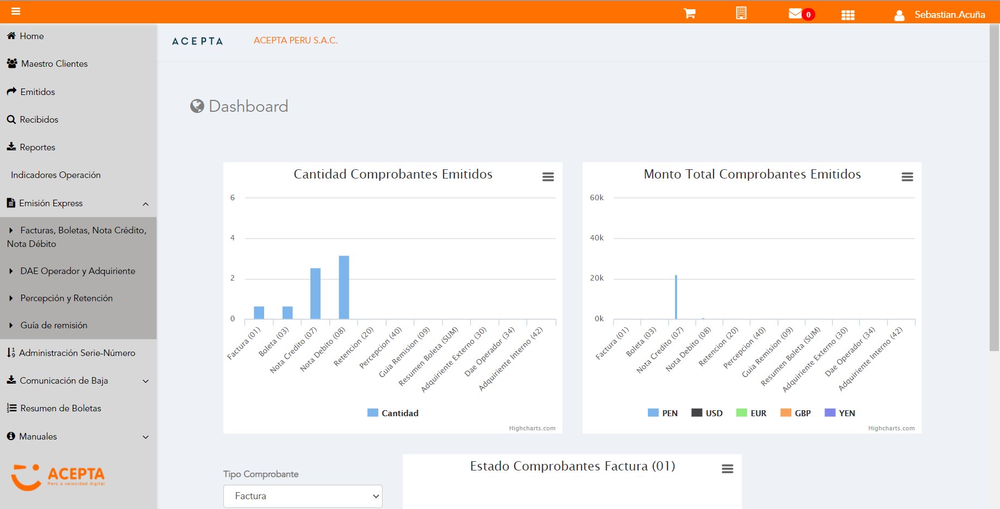 0
Sebastian.Acuña
Home
Maestro Clientes
Emitidos
Recibidos
Reportes
Indicadores Operación
Emisión Express
Facturas, Boletas, Nota Crédito,
Nota Débito
DAE Operador y Adquiriente
Percepción y Retención
Guía de remisión
Administración Serie-Número
Comunicación de Baja
Resumen de Boletas
Manuales
ACEPTA
Perú a velocidad digital
ACEPTA
ACEPTA PERU S.A.C.
Dashboard
Cantidad Comprobantes Emitidos
6
4
2
0
Factura (01)
Boleta (03)
Nota Credito (07)
Nota Debito (08)
Retencion (20)
Percepcion (40)
Guia Remision (09)
Resumen Boleta (SUM)
Adquiriente Externo (30)
Dae Operador (34)
Adquiriente Interno (42)
Cantidad
Highcharts.com
Monto Total Comprobantes Emitidos
60k
40k
20k
0k
Factura (01)
Boleta (03)
Nota Credito (07)
Nota Debito (08)
Retencion (20)
Percepcion (40)
Guia Remision (09)
Resumen Boleta (SUM)
Adquiriente Externo (30)
Dae Operador (34)
Adquiriente Interno (42)
PEN USD EUR GBP YEN
Highcharts.com
Tipo Comprobante
Factura
Estado Comprobantes Factura (01)